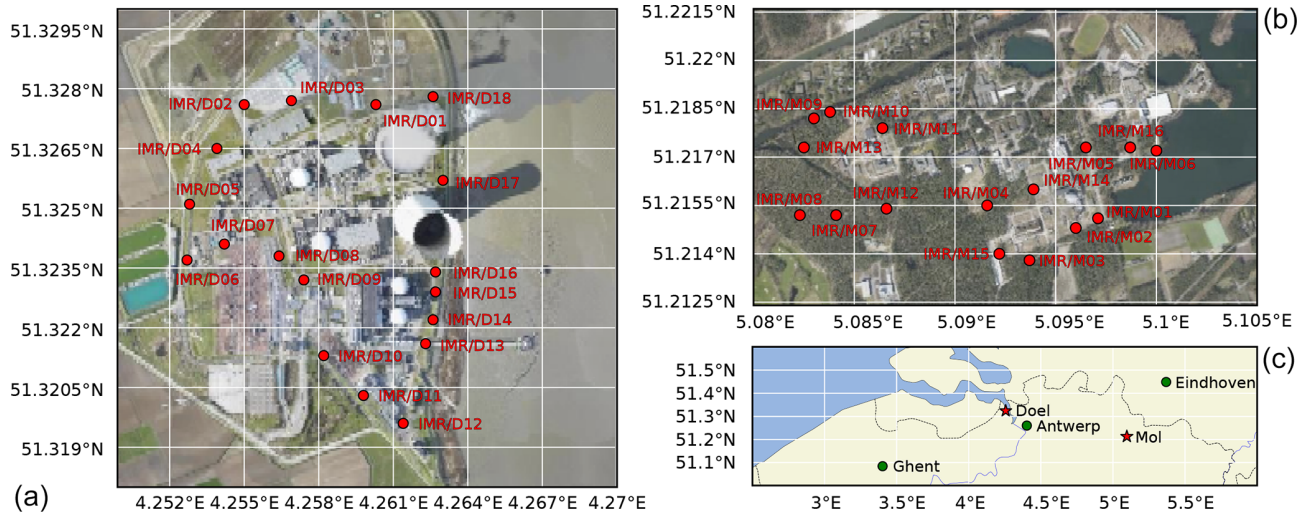 51.3295°N
51.328°N
51.3265°N
51.325°N
51.3235°N
51.322°N
51.3205°N
51.319°N
IMR/D03
IMR/D18
IMR/D02
IMR/D01
IMR/D04
IMR/D17
IMR/D05
IMR/D07
IMR/D08
IMR/D06
IMR/D09
IMR/D16
IMR/D15
IMR/D14
IMR/D13
IMR/D10
IMR/D11
IMR/D12
(a)
4.252°E 4.255°E 4.258°E 4.261°E 4.264°E 4.267°E 4.27°E
(b)
51.2215°N
51.22°N
51.2185°N
51.217°N
51.2155°N
51.214°N
51.2125°N
IMR/M09
IMR/M10
IMR/M11
IMR/M16
IMR/M13
IMR/M05
IMR/M06
IMR/M14
IMR/M08
IMR/M12
IMR/M04
IMR/M07
IMR/M01
IMR/M02
IMR/M15
IMR/M03
5.08°E 5.085°E 5.09°E 5.095°E 5.1°E 5.105°E
(c)
51.5°N
51.4°N
51.3°N
51.2°N
51.1°N
Eindhoven
Doel
Antwerp
Mol
Ghent
3°E 3.5°E 4°E 4.5°E 5°E 5.5°E